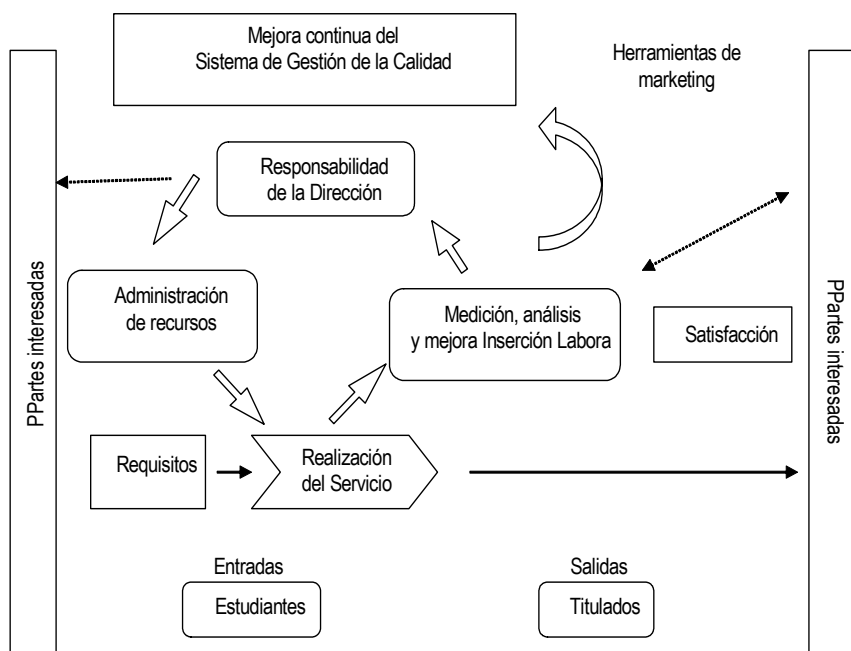 Mejora continua del
Sistema de Gestión de la Calidad
Herramientas de
marketing
Responsabilidad
de la Dirección
PPartes interesadas
Administración
de recursos
Medición, análisis
y mejora Inserción Labora
Satisfacción
PPartes interesadas
Requisitos
Realización
del Servicio
Entradas
Estudiantes
Salidas
Titulados